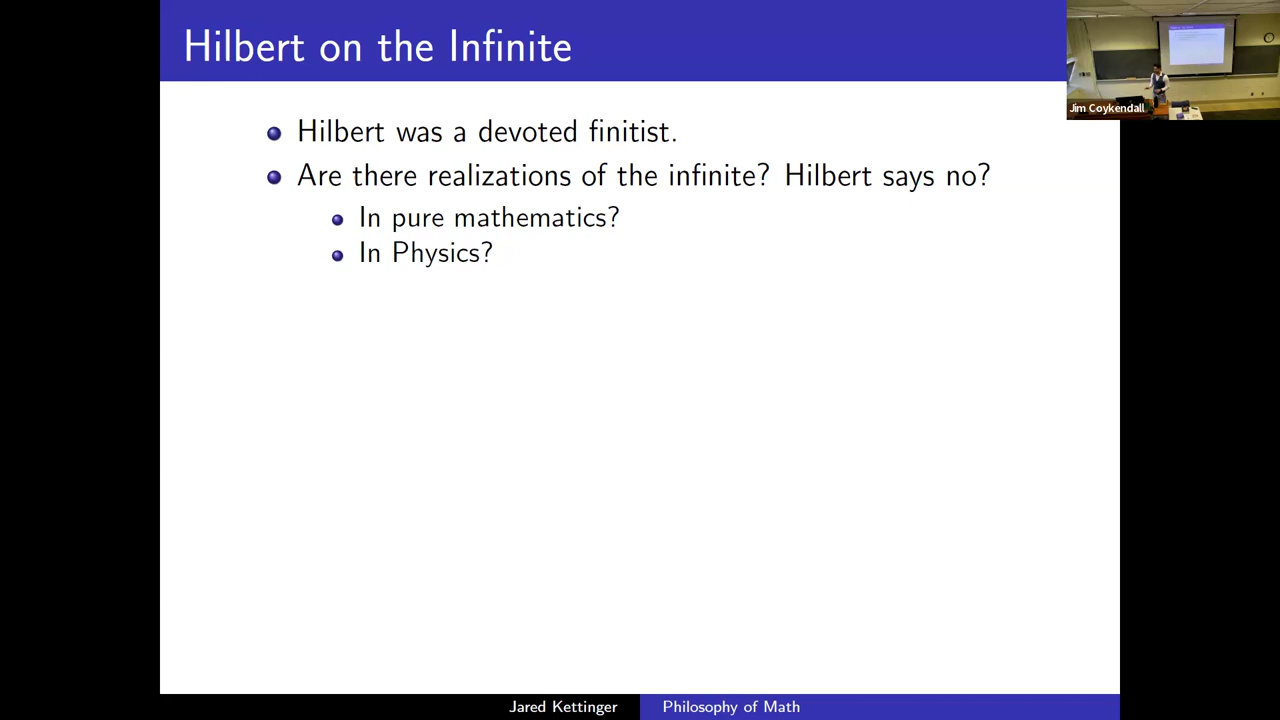 Hilbert on the Infinite
Jim Coykendall
Hilbert was a devoted finitist.
Are there realizations of the infinite? Hilbert says no?
In pure mathematics?
In Physics?
Jared Kettinger
Philosophy of Math